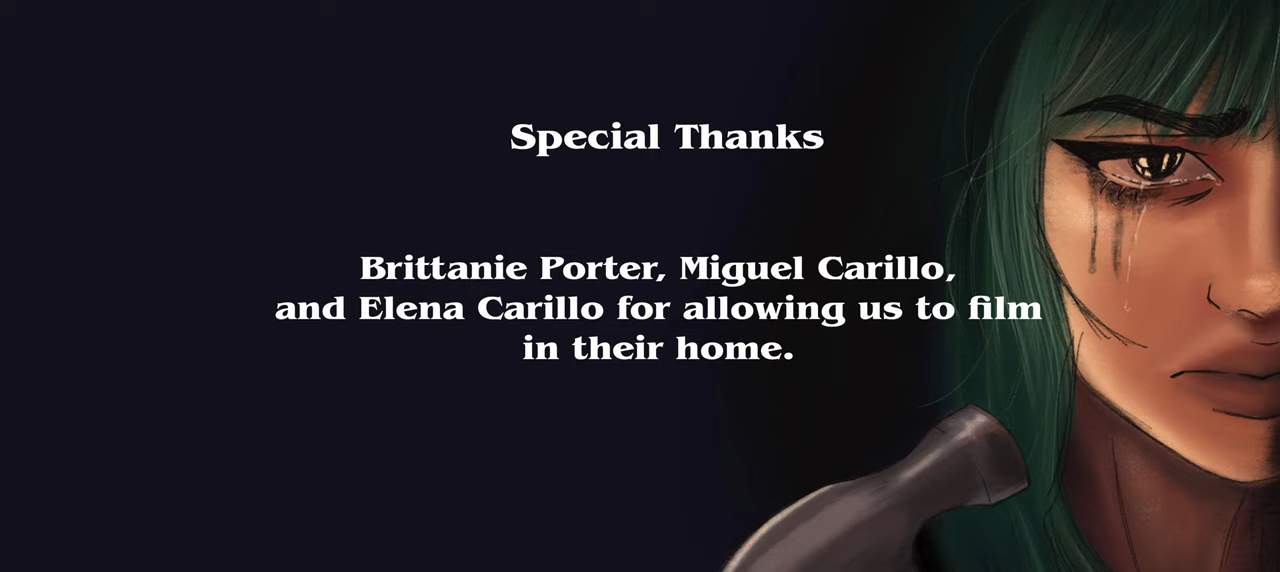 Special Thanks
Brittanie Porter, Miguel Carillo,
and Elena Carillo for allowing us to film
in their home.